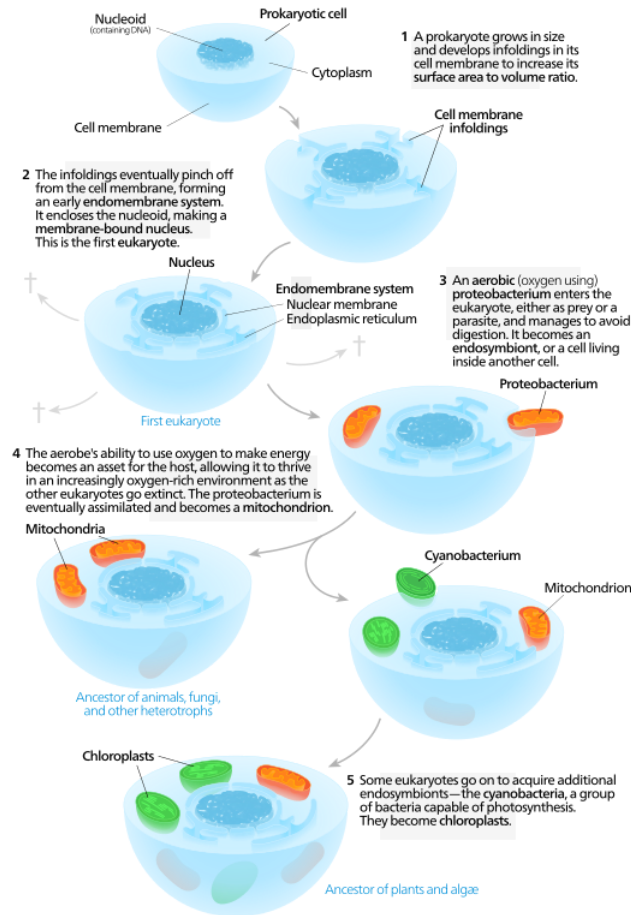 Nucleoid
(containing DNA)
Prokaryotic cell
Cytoplasm
Cell membrane
1 A prokaryote grows in size
and develops infoldings in its
cell membrane to increase its
surface area to volume ratio.
Cell membrane
infoldings
2 The infoldings eventually pinch off
from the cell membrane, forming
an early endomembrane system.
It encloses the nucleoid, making a
membrane-bound nucleus.
This is the first eukaryote.
Nucleus
Endomembrane system
Nuclear membrane
Endoplasmic reticulum
First eukaryote
3 An aerobic (oxygen using)
proteobacterium enters the
eukaryote, either as prey or a
parasite, and manages to avoid
digestion. It becomes an
endosymbiont, or a cell living
inside another cell.
Proteobacterium
4 The aerobe's ability to use oxygen to make energy
becomes an asset for the host, allowing it to thrive
in an increasingly oxygen-rich environment as the
other eukaryotes go extinct. The proteobacterium is
eventually assimilated and becomes a mitochondrion.
Mitochondria
Ancestor of animals, fungi,
and other heterotrophs
Cyanobacterium
Mitochondrion
Chloroplasts
5 Some eukaryotes go on to acquire additional
endosymbionts—the cyanobacteria, a group
of bacteria capable of photosynthesis.
They become chloroplasts.
Ancestor of plants and algæ